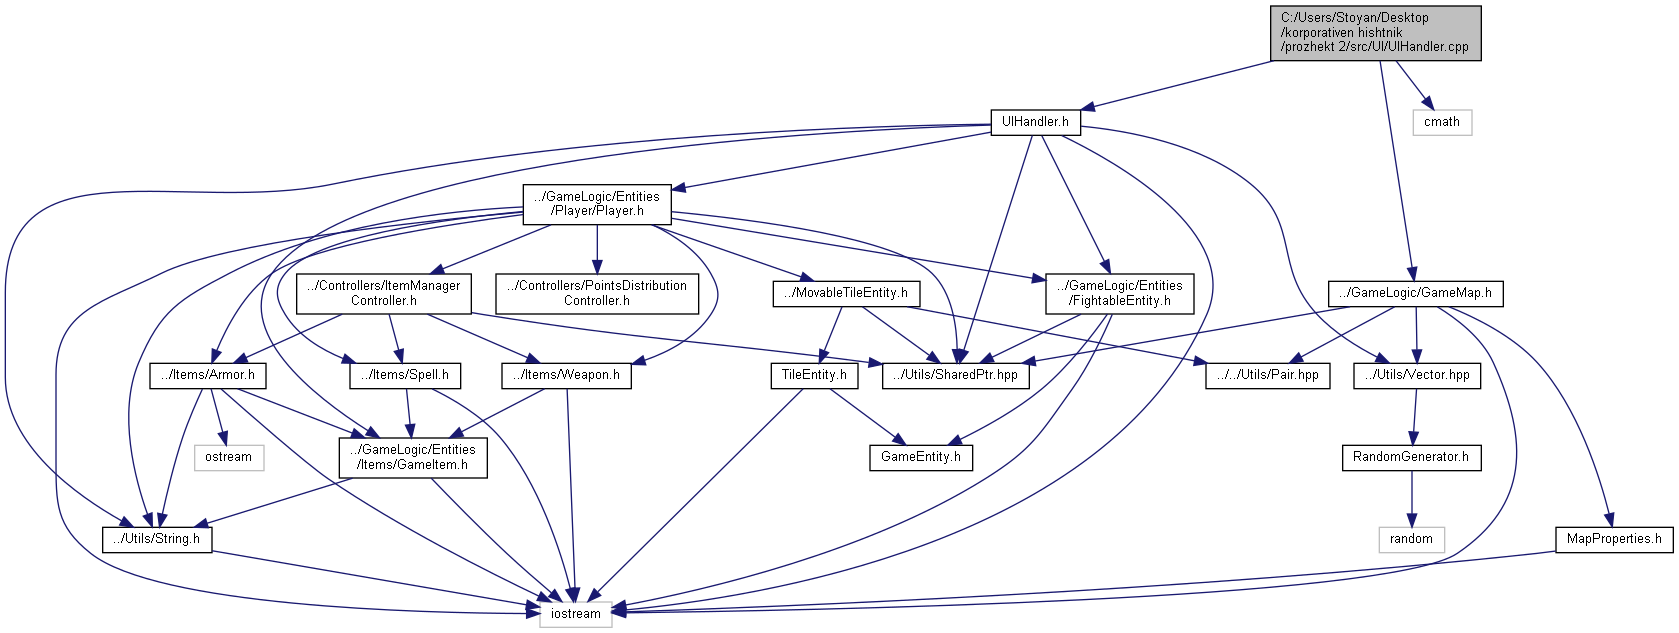 C:/Users/Stoyan/Desktop
/korporativen hishtnik
/prozhekt 2/src/UI/UIHandler.cpp
UIHandler.h
cmath
../GameLogic/Entities
/Player/Player.h
../Controllers/ItemManager
Controller.h
../Controllers/PointsDistribution
Controller.h
../MovableTileEntity.h
../GameLogic/Entities
/FightableEntity.h
../GameLogic/GameMap.h
../Items/Armor.h
../Items/Spell.h
../Items/Weapon.h
TileEntity.h
../Utils/SharedPtr.hpp
../../Utils/Pair.hpp
../Utils/Vector.hpp
ostream
../GameLogic/Entities
/Items/GameItem.h
GameEntity.h
RandomGenerator.h
../Utils/String.h
random
MapProperties.h
iostream